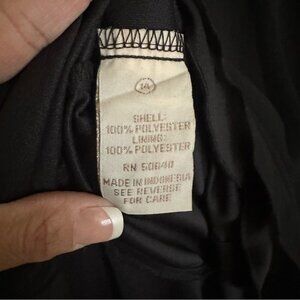 14
SHELL:
100% POLYESTER
LINING:
100% POLYESTER
RN 50840
MADE IN INDONESIA
SEE REVERSE
FOR CARE